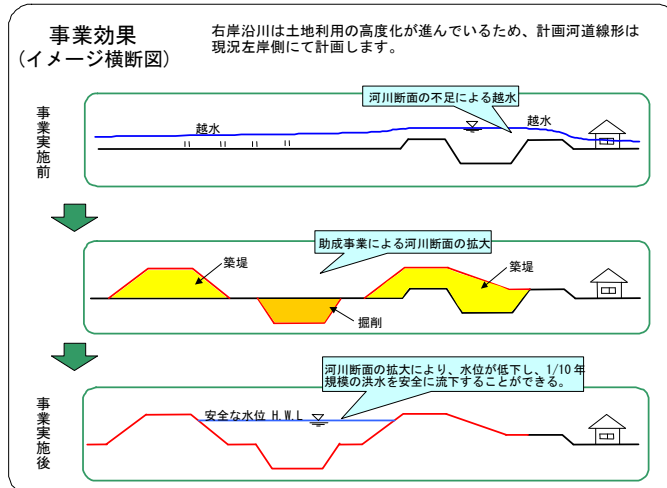 事業効果
(イメージ横断図)
右岸沿川は土地利用の高度化が進んでいるため、計画河道線形は
現況左岸側にて計画します。
事業実施前
河川断面の不足による越水
越水
越水
助成事業による河川断面の拡大
築堤
築堤
掘削
事業実施後
河川断面の拡大により、水位が低下し、1/10年
規模の洪水を安全に流下することができる。
安全な水位 H.W.L